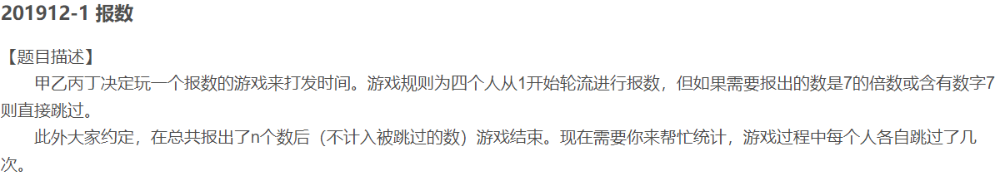 201912-1 报数
【题目描述】
甲乙丙丁决定玩一个报数的游戏来打发时间。游戏规则为四个人从1开始轮流进行报数，但如果需要报出的数是7的倍数或含有数字7
则直接跳过。
此外大家约定，在总共报出了n个数后（不计入被跳过的数）游戏结束。现在需要你来帮忙统计，游戏过程中每个人各自跳过了几
次。